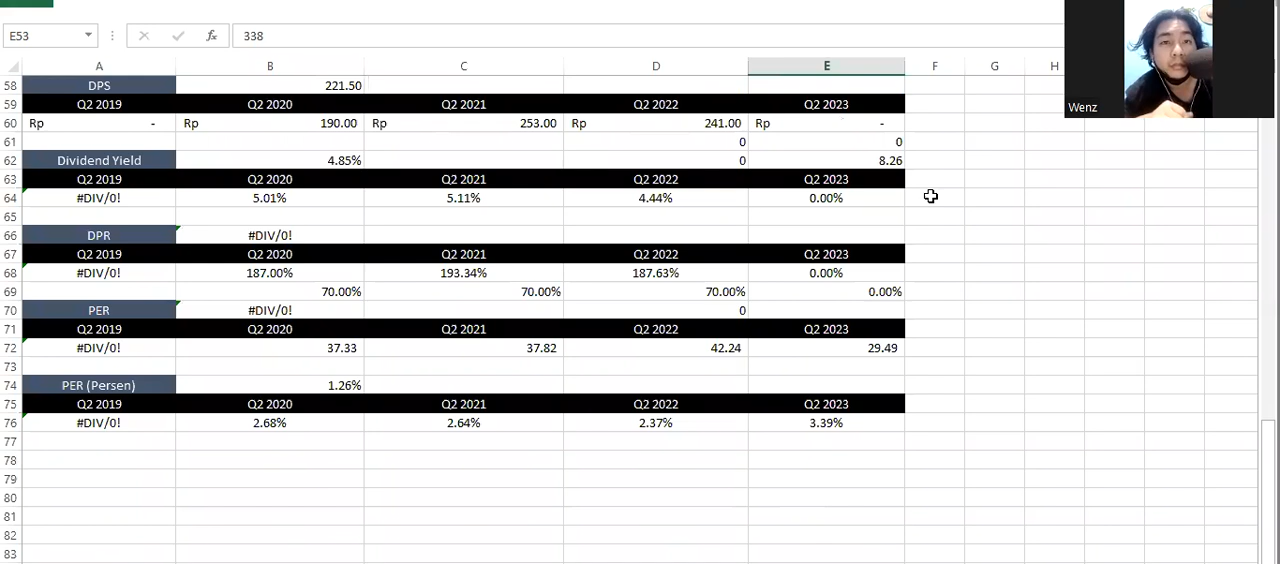 E53 fx 338
A B C D E F G H
58 DPS 221.50
59 Q2 2019 Q2 2020 Q2 2021 Q2 2022 Q2 2023
60 Rp - Rp 190.00 Rp 253.00 Rp 241.00 Rp -
61 0 0
62 Dividend Yield 4.85% 0 8.26
63 Q2 2019 Q2 2020 Q2 2021 Q2 2022 Q2 2023
64 #DIV/0! 5.01% 5.11% 4.44% 0.00%
65
66 DPR #DIV/0!
67 Q2 2019 Q2 2020 Q2 2021 Q2 2022 Q2 2023
68 #DIV/0! 187.00% 193.34% 187.63% 0.00%
69 70.00% 70.00% 70.00% 0.00%
70 PER #DIV/0! 0
71 Q2 2019 Q2 2020 Q2 2021 Q2 2022 Q2 2023
72 #DIV/0! 37.33 37.82 42.24 29.49
73
74 PER (Persen) 1.26%
75 Q2 2019 Q2 2020 Q2 2021 Q2 2022 Q2 2023
76 #DIV/0! 2.68% 2.64% 2.37% 3.39%
77
78
79
80
81
82
83
Wenz